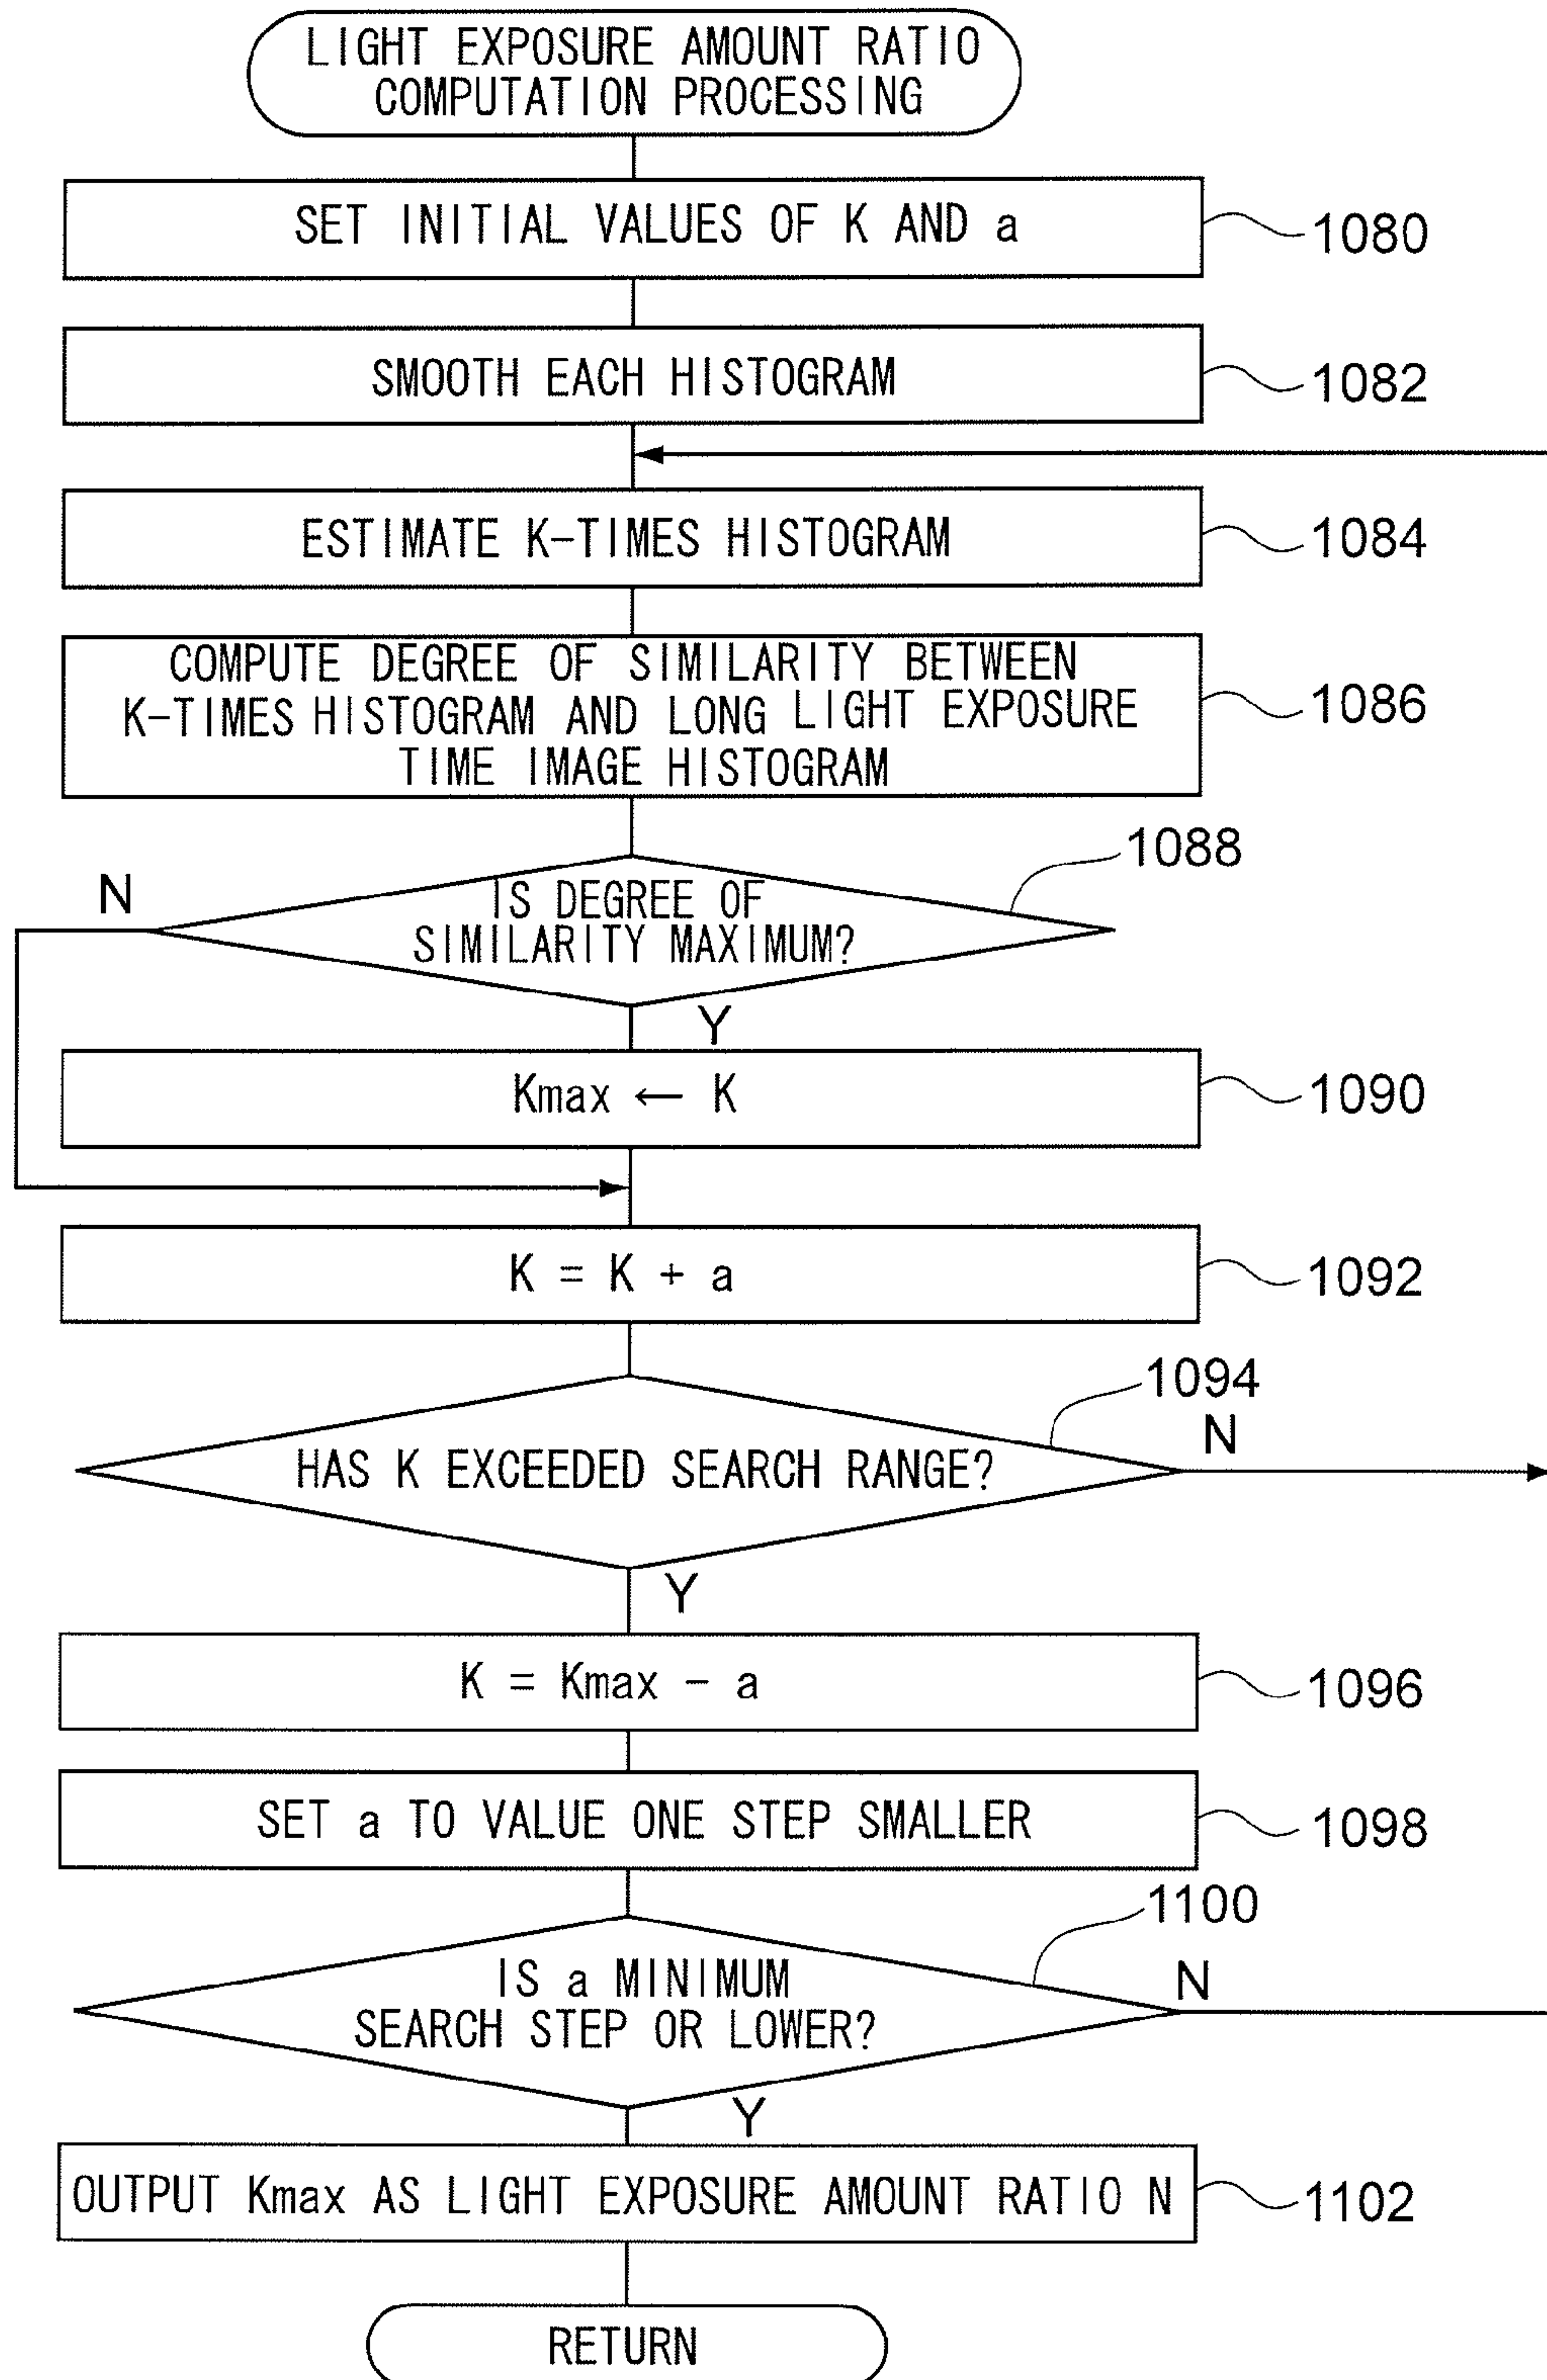 LIGHT EXPOSURE AMOUNT RATIO
COMPUTATION PROCESSING
SET INITIAL VALUES OF K AND a
1080
SMOOTH EACH HISTOGRAM
1082
ESTIMATE K-TIMES HISTOGRAM
1084
COMPUTE DEGREE OF SIMILARITY BETWEEN
K-TIMES HISTOGRAM AND LONG LIGHT EXPOSURE
TIME IMAGE HISTOGRAM
1086
1088
N
IS DEGREE OF
SIMILARITY MAXIMUM?
Y
Kmax ← K
1090
K = K + a
1092
1094
N
HAS K EXCEEDED SEARCH RANGE?
Y
K = Kmax - a
1096
SET a TO VALUE ONE STEP SMALLER
1098
1100
N
IS a MINIMUM
SEARCH STEP OR LOWER?
Y
OUTPUT Kmax AS LIGHT EXPOSURE AMOUNT RATIO N
1102
RETURN